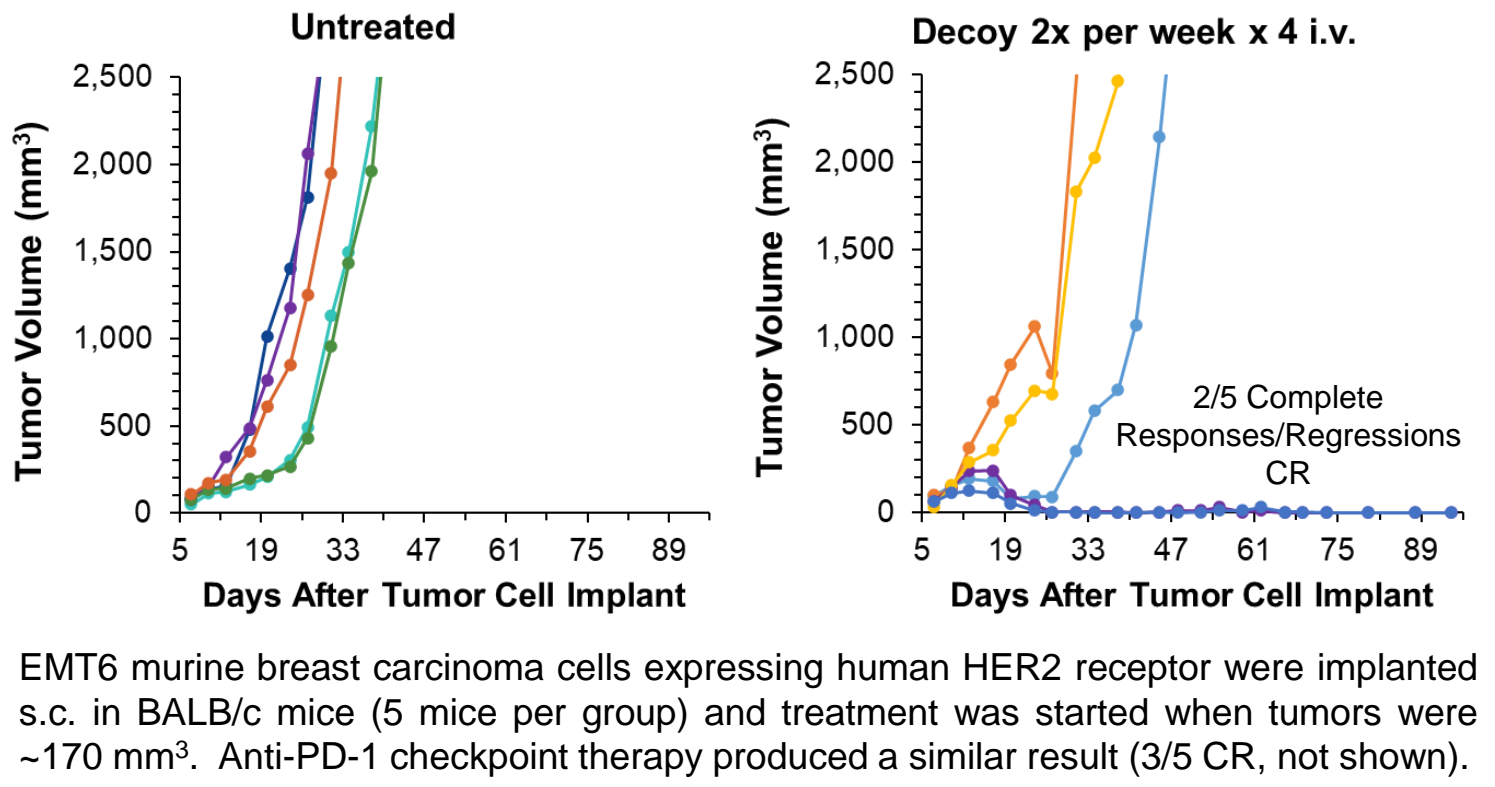 Untreated
2,500
2,000
1,500
1,000
500
0
5 19 33 47 61 75 89
Tumor Volume (mm³)
Days After Tumor Cell Implant
Decoy 2x per week x 4 i.v.
2,500
2,000
1,500
1,000
500
0
5 19 33 47 61 75 89
Tumor Volume (mm³)
Days After Tumor Cell Implant
2/5 Complete
Responses/Regressions
CR
EMT6 murine breast carcinoma cells expressing human HER2 receptor were implanted
s.c. in BALB/c mice (5 mice per group) and treatment was started when tumors were
~170 mm³. Anti-PD-1 checkpoint therapy produced a similar result (3/5 CR, not shown).